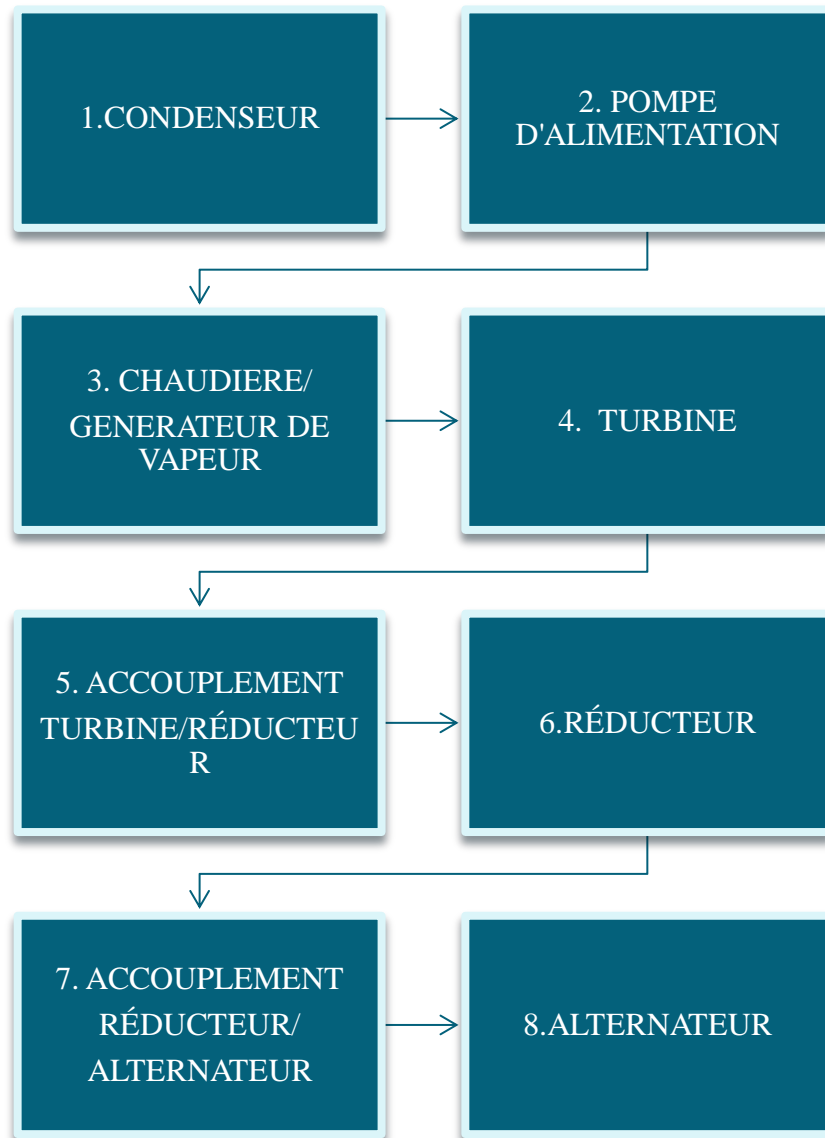 1.CONDENSEUR
2. POMPE
D'ALIMENTATION
3. CHAUDIERE/
GENERATEUR DE
VAPEUR
4. TURBINE
5. ACCOUPLEMENT
TURBINE/RÉDUCTEU
R
6.RÉDUCTEUR
7. ACCOUPLEMENT
RÉDUCTEUR/
ALTERNATEUR
8.ALTERNATEUR